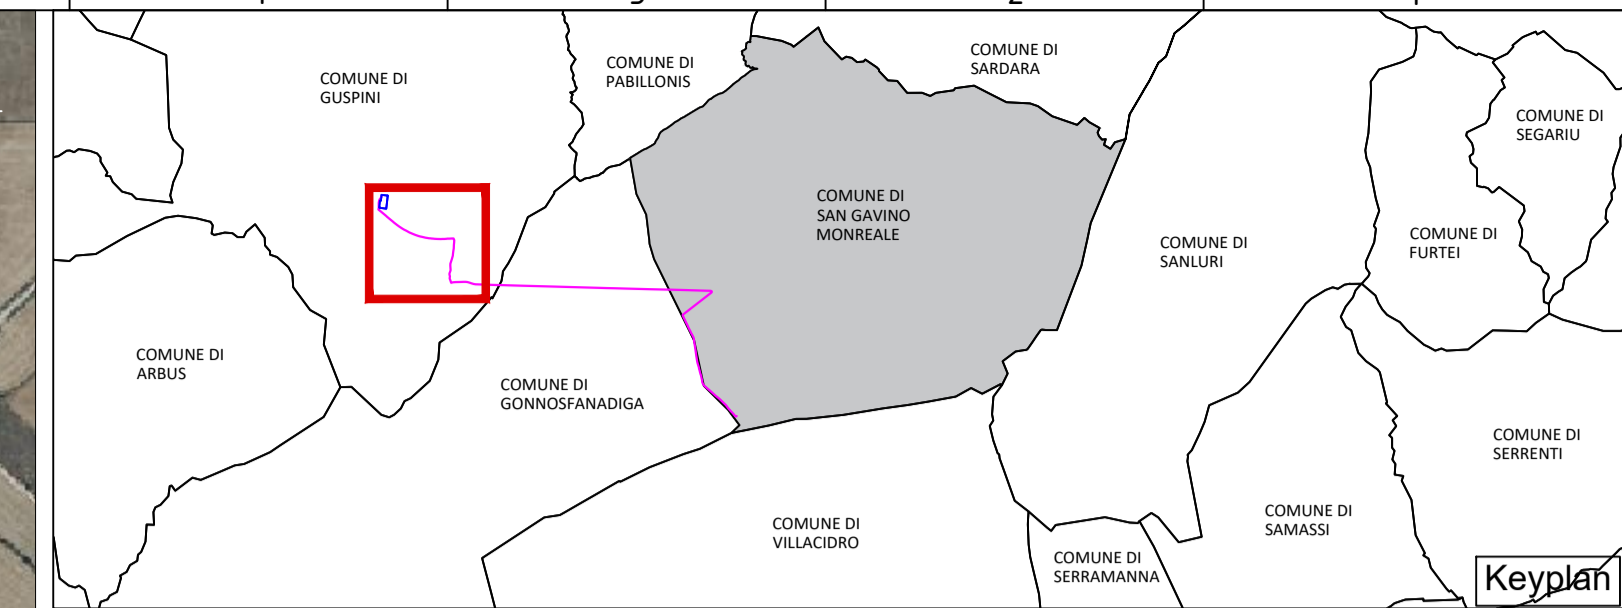 COMUNE DI
GUSPINI
COMUNE DI
PABILLONIS
COMUNE DI
SARDARA
COMUNE DI
SEGARIU
COMUNE DI
SAN GAVINO
MONREALE
COMUNE DI
SANLURI
COMUNE DI
FURTEI
COMUNE DI
ARBUS
COMUNE DI
GONNOSFANADIGA
COMUNE DI
SERRENTI
COMUNE DI
VILLACIDRO
COMUNE DI
SAMASSI
COMUNE DI
SERRAMANNA
Keyplan